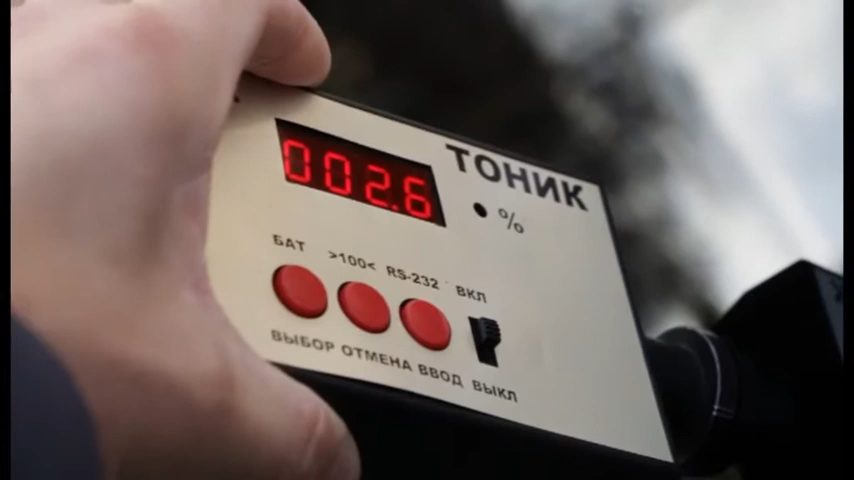 002.6
ТОНИК
%
БАТ >100< RS-232 ВКЛ
ВЫБОР ОТМЕНА ВВОД ВЫКЛ